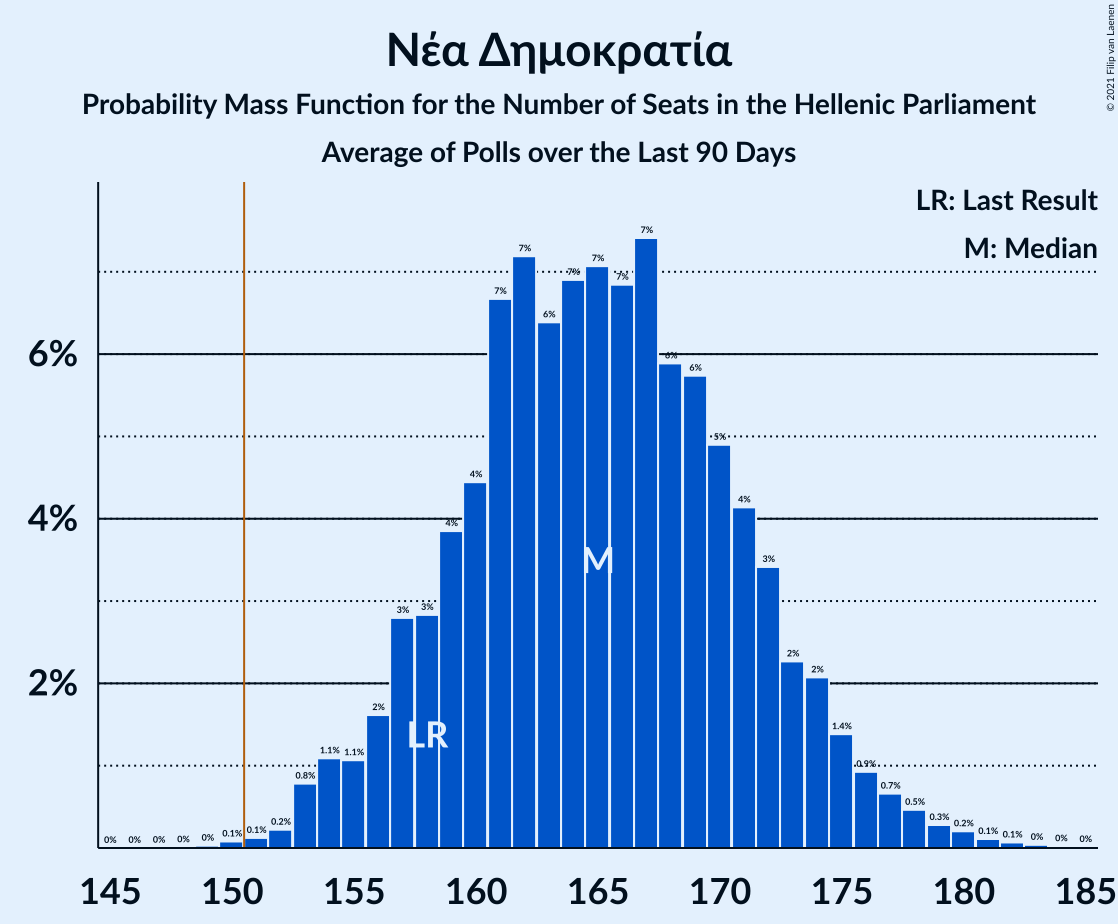 © 2021 Filip van Laenen
Νέα Δημοκρατία
Probability Mass Function for the Number of Seats in the Hellenic Parliament
Average of Polls over the Last 90 Days
LR: Last Result
M: Median
6%
4%
2%
0% 0% 0% 0% 0% 0.1% 0.1% 0.2% 0.8% 1.1% 1.1% 2% 3% 3% 4% 4% 7% 7% 6% 7% 7% 7% 7% 6% 6% 5% 4% 3% 2% 2% 1.4% 0.9% 0.7% 0.5% 0.3% 0.2% 0.1% 0.1% 0% 0% 0%
M
LR
145 150 155 160 165 170 175 180 185